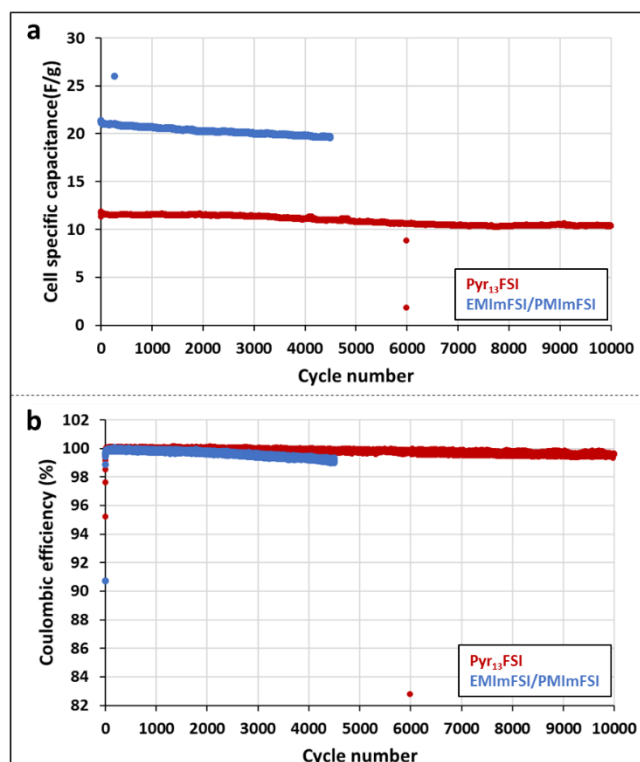 a
Cell specific capacitance(F/g)
30
25
20
15
10
5
0
0 1000 2000 3000 4000 5000 6000 7000 8000 9000 10000
Pyr₁₃FSI
EMImFSI/PMImFSI
Cycle number
b
Coulombic efficiency (%)
102
100
98
96
94
92
90
88
86
84
82
0 1000 2000 3000 4000 5000 6000 7000 8000 9000 10000
Pyr₁₃FSI
EMImFSI/PMImFSI
Cycle number